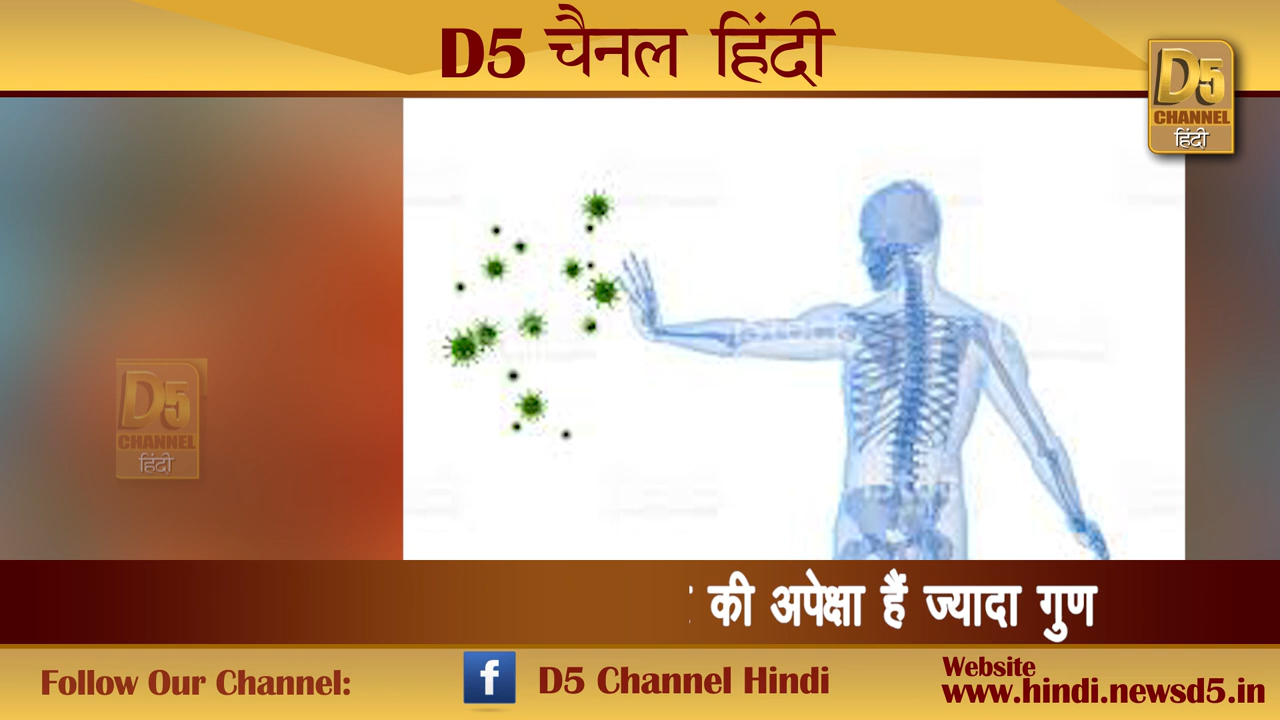 D5 चैनल हिंदी
D5
CHANNEL
हिंदी
D5
CHANNEL
हिंदी
की अपेक्षा हैं ज्यादा गुण
Follow Our Channel:
f
D5 Channel Hindi
Website
www.hindi.newsd5.in